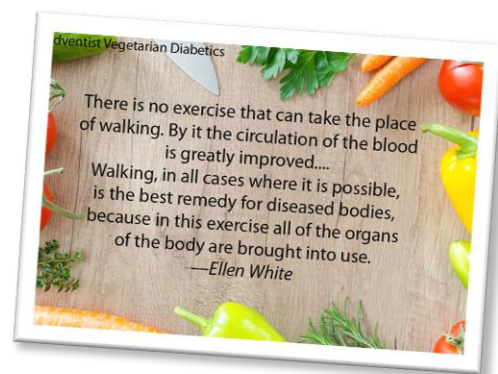 dventist Vegetarian Diabetics
There is no exercise that can take the place
of walking. By it the circulation of the blood
is greatly improved....
Walking, in all cases where it is possible,
is the best remedy for diseased bodies,
because in this exercise all of the organs
of the body are brought into use.
—Ellen White